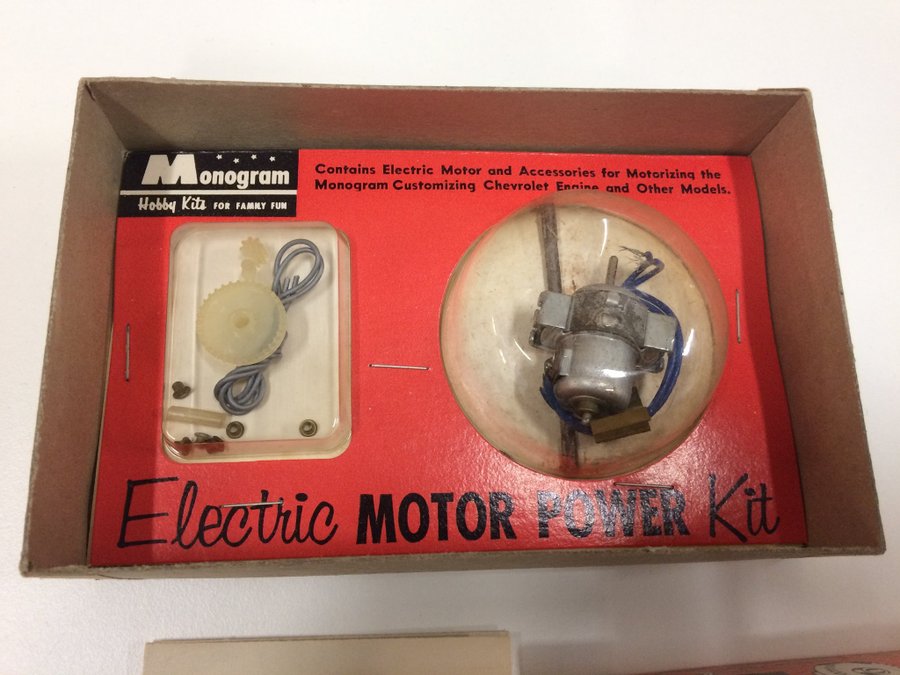 Monogram
Hobby Kits FOR FAMILY FUN
Contains Electric Motor and Accessories for Motorizing the
Monogram Customizing Chevrolet Engine and Other Models.
Electric MOTOR POWER Kit